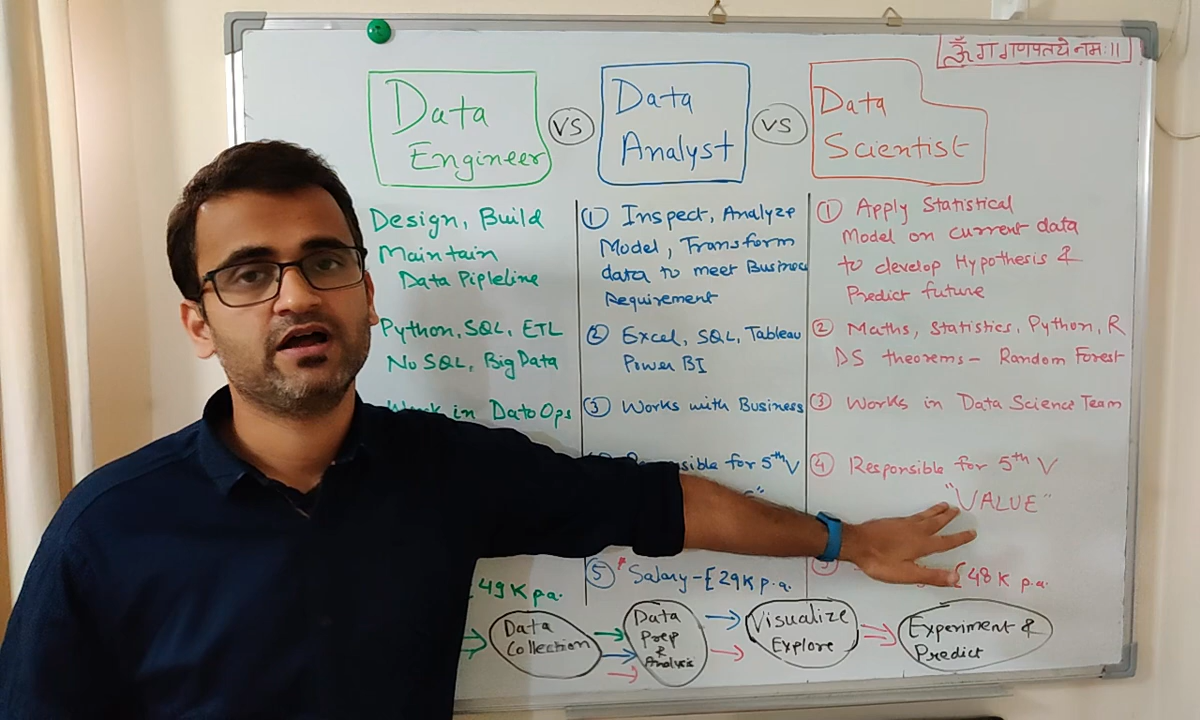 ॐ गं गणपतये नमः ॥
Data
Engineer
VS
Data
Analyst
VS
Data
Scientist
Design, Build
Maintain
Data Pipleline
Python, SQL, ETL
No SQL, Big Data
in DataOps
49K pa.
① Inspect, Analyze
Model, Transform
data to meet
Requirement
② Excel, SQL, Tableau
Power BI
③ Works with Business
for 5th V
⑤ * Salary - £29K p.a.
① Apply Statistical
Model on current data
to develop Hypothesis &
Predict future
② Maths, Statistics, Python, R
DS theorems - Random Forest
③ Works in Data Science Team
④ Responsible for 5th V
"VALUE"
£48K p.a.
Data
Collection
Data
Prep
&
Analysis
Visualize
Explore
Experiment &
Predict